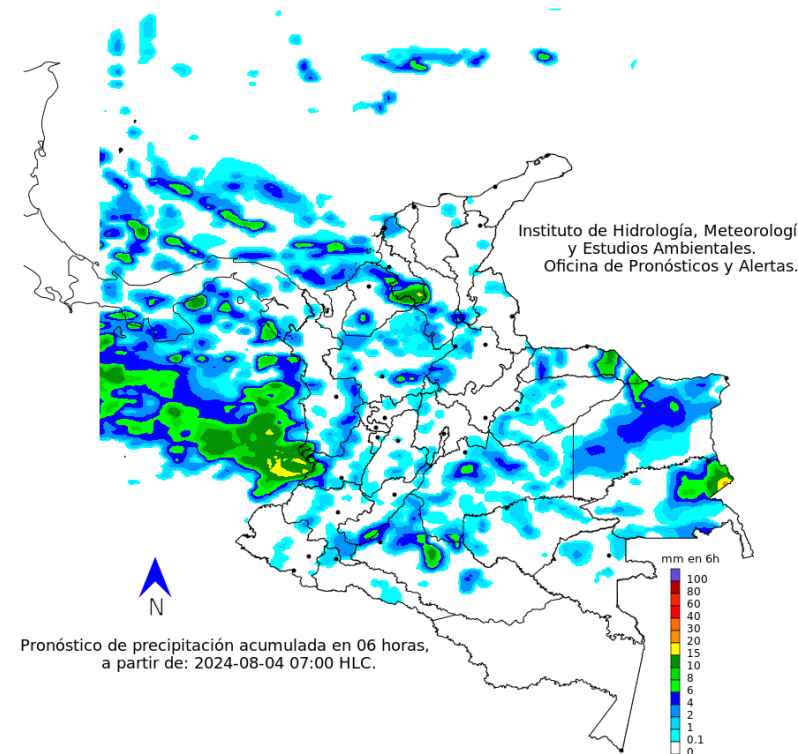 Instituto de Hidrología, Meteorologí
y Estudios Ambientales.
Oficina de Pronósticos y Alertas.
mm en 6h
100
80
60
40
30
20
15
10
8
6
4
2
1
0.1
0
N
Pronóstico de precipitación acumulada en 06 horas,
a partir de: 2024-08-04 07:00 HLC.